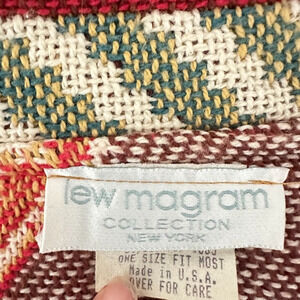 lew magram
COLLECTION
NEW YORK
ONE SIZE FIT MOST
Made in U.S.A.
OVER FOR CARE